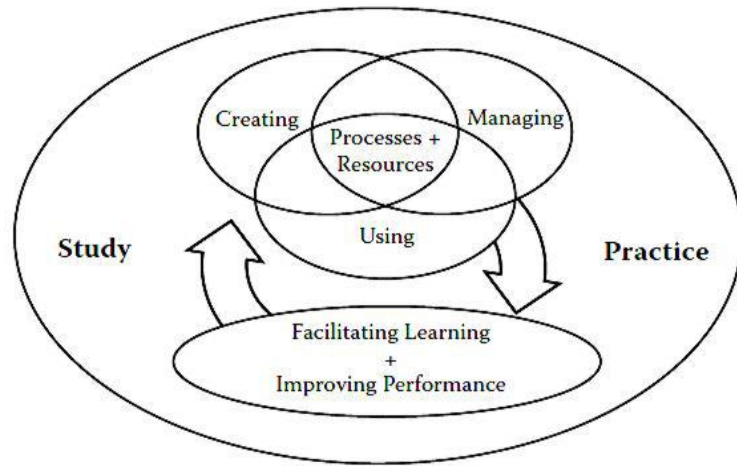 Creating
Managing
Processes +
Resources
Using
Study
Practice
Facilitating Learning
+
Improving Performance